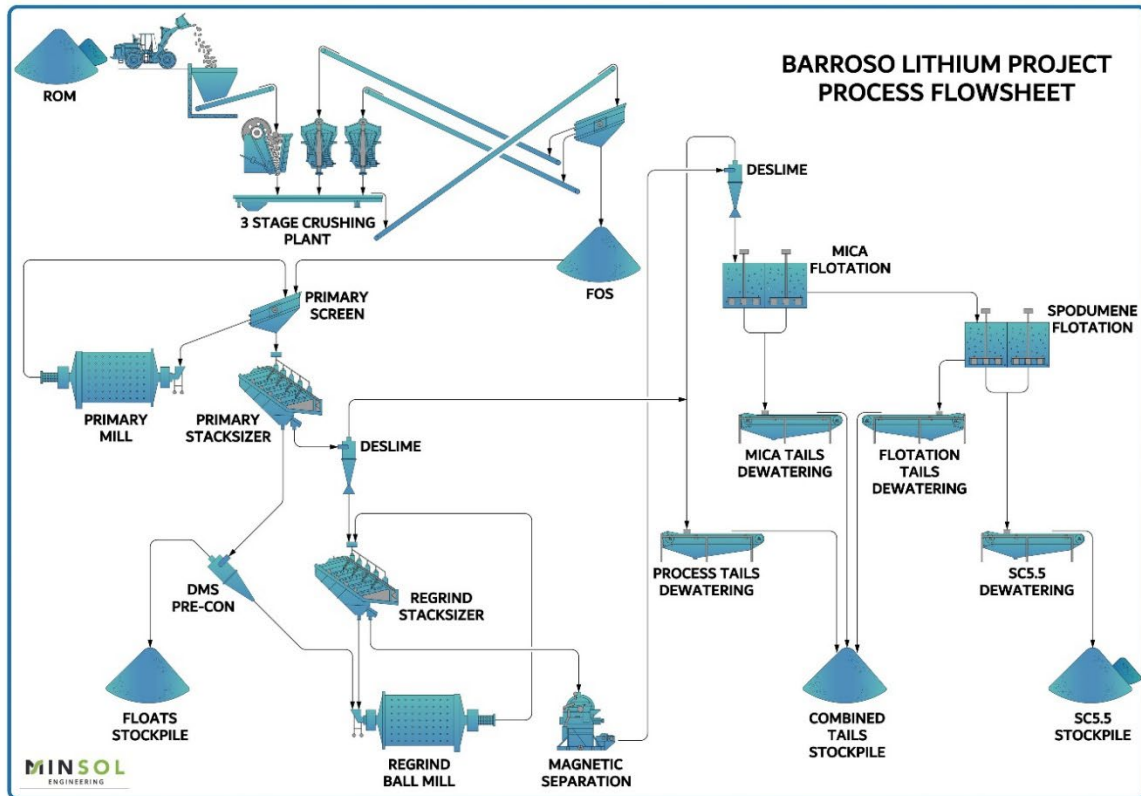 BARROSO LITHIUM PROJECT
PROCESS FLOWSHEET
ROM
3 STAGE CRUSHING
PLANT
FOS
DESLIME
MICA
FLOTATION
SPODUMENE
FLOTATION
PRIMARY
SCREEN
PRIMARY
MILL
PRIMARY
STACKSIZER
DESLIME
MICA TAILS
DEWATERING
FLOTATION
TAILS
DEWATERING
DMS
PRE-CON
REGRIND
STACKSIZER
PROCESS TAILS
DEWATERING
SC5.5
DEWATERING
FLOATS
STOCKPILE
REGRIND
BALL MILL
MAGNETIC
SEPARATION
COMBINED
TAILS
STOCKPILE
SC5.5
STOCKPILE
MINSOL
ENGINEERING